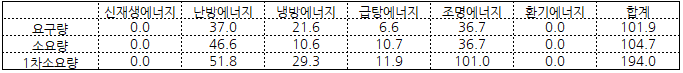 신재생에너지 난방에너지 냉방에너지 급탕에너지 조명에너지 환기에너지 합계
요구량 0.0 37.0 21.6 6.6 36.7 0.0 101.9
소요량 0.0 46.6 10.6 10.7 36.7 0.0 104.7
1차소요량 0.0 51.8 29.3 11.9 101.0 0.0 194.0